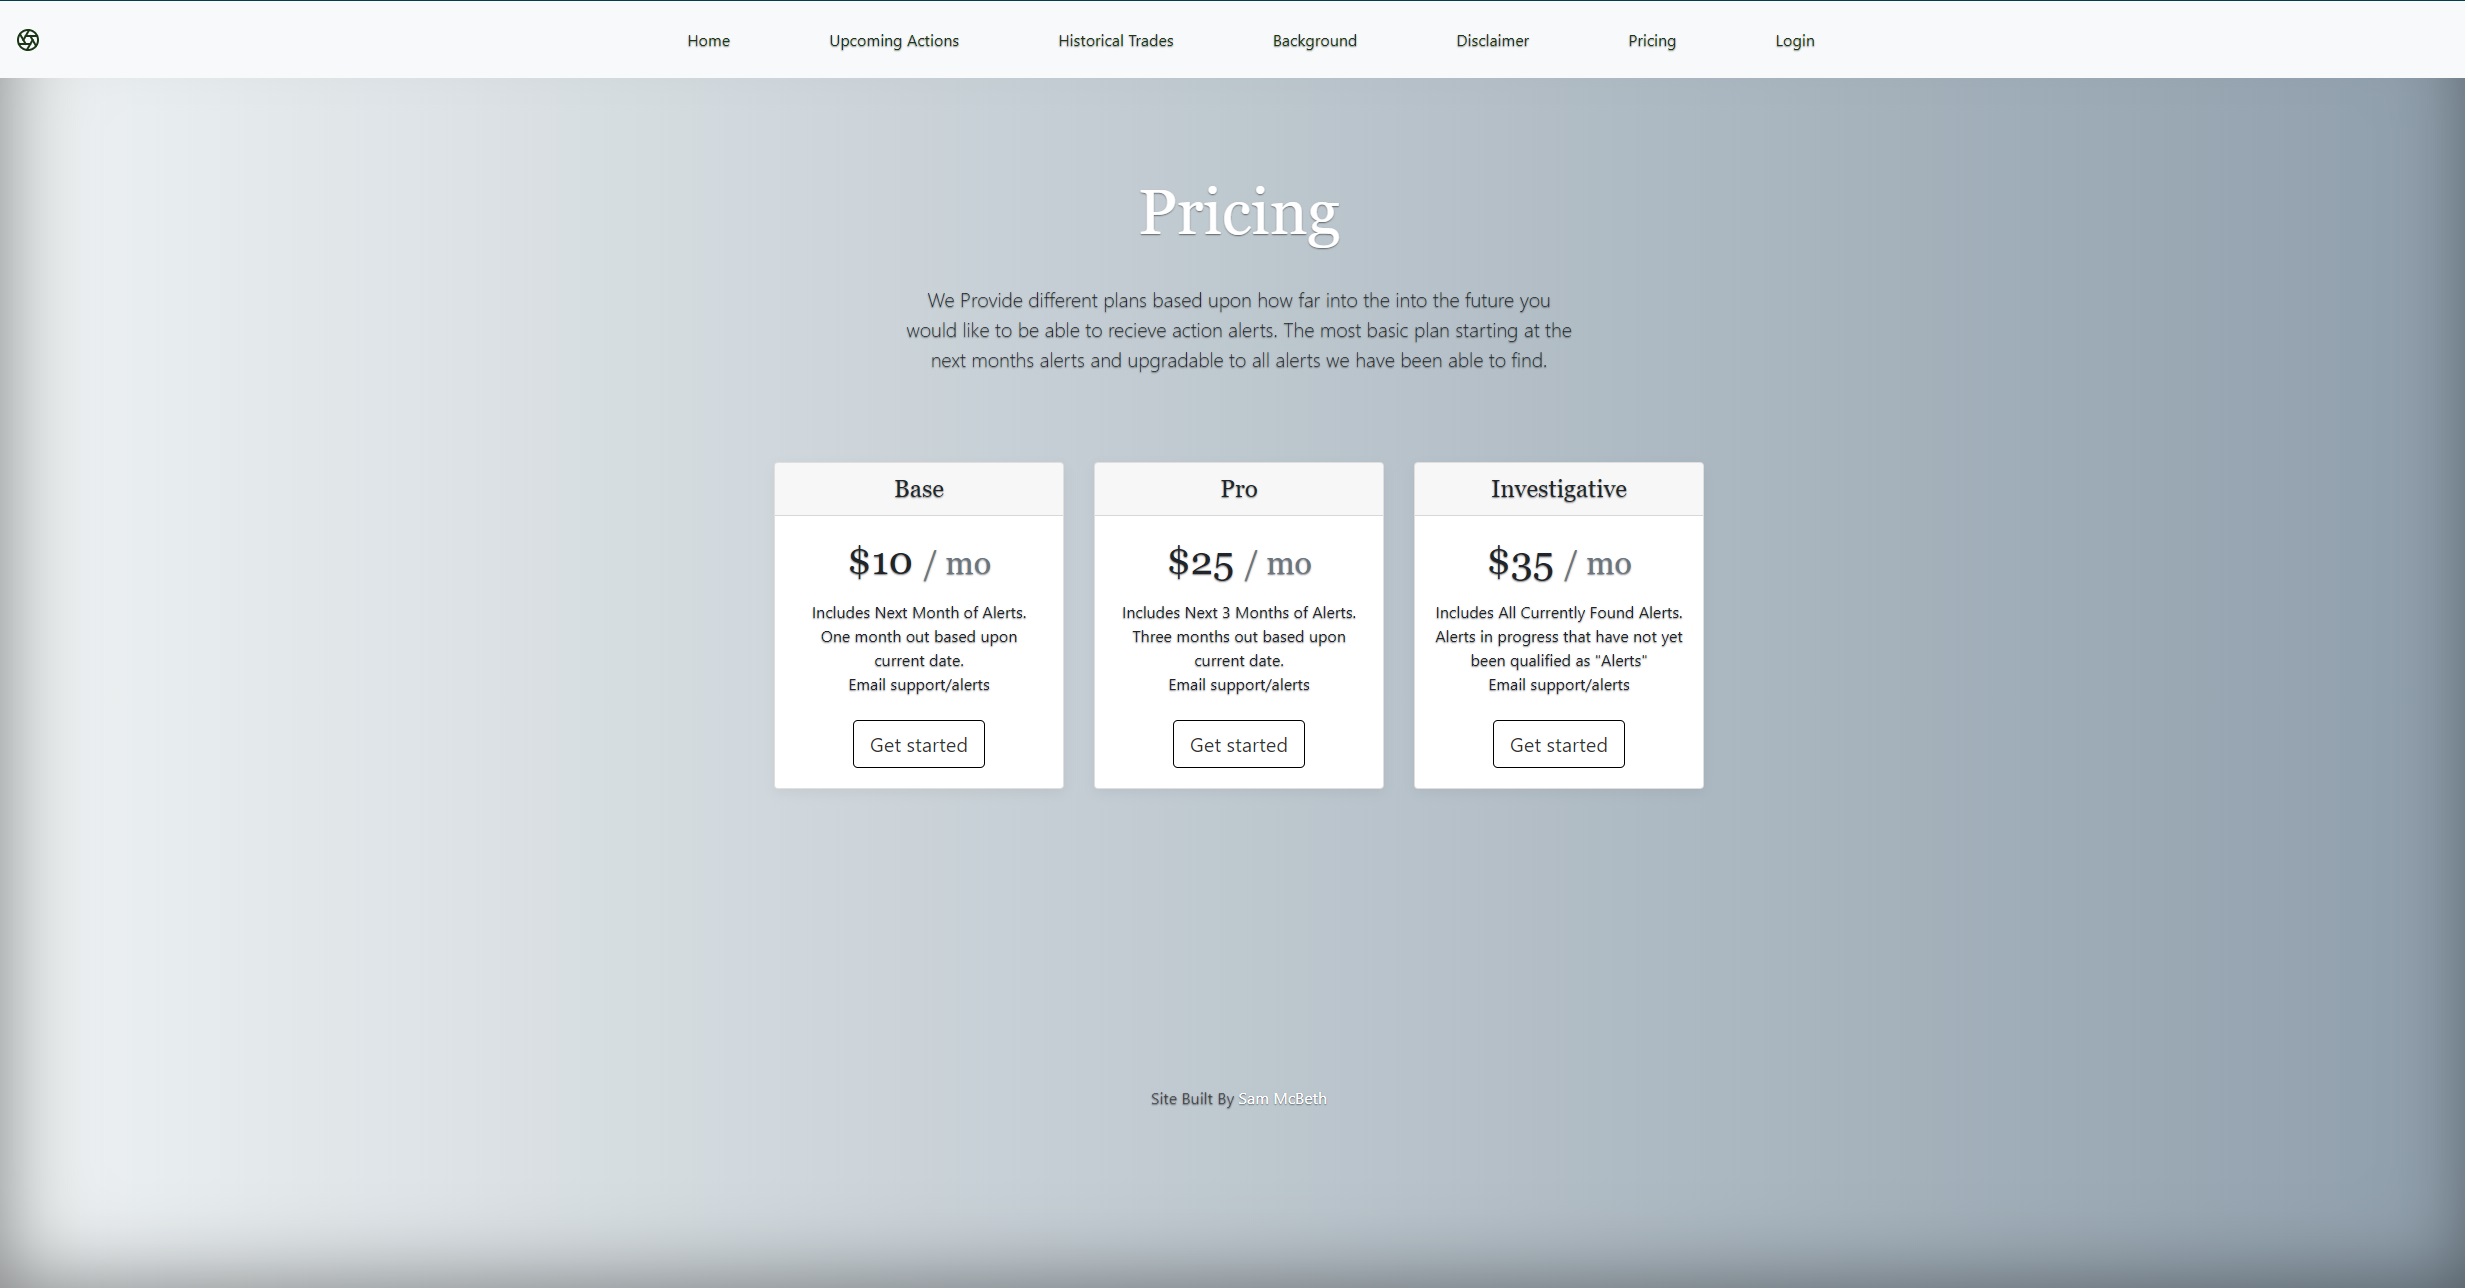 Home Upcoming Actions Historical Trades Background Disclaimer Pricing Login
Pricing
We Provide different plans based upon how far into the into the future you
would like to be able to recieve action alerts. The most basic plan starting at the
next months alerts and upgradable to all alerts we have been able to find.
Base
$10 / mo
Includes Next Month of Alerts.
One month out based upon
current date.
Email support/alerts
Get started
Pro
$25 / mo
Includes Next 3 Months of Alerts.
Three months out based upon
current date.
Email support/alerts
Get started
Investigative
$35 / mo
Includes All Currently Found Alerts.
Alerts in progress that have not yet
been qualified as "Alerts"
Email support/alerts
Get started
Site Built By Sam McBeth